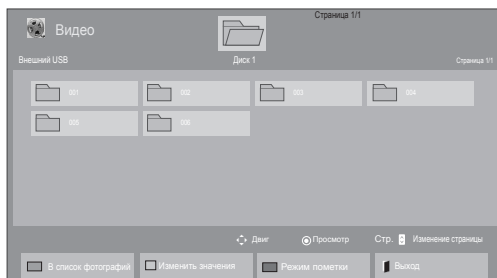 Страница 1/1
Видео
Внешний USB
Диск 1
Страница 1/1
001 002 003 004
005 006
Двиг Просмотр Стр. Изменение страницы
В список фотографий Изменить значения Режим пометки Выход